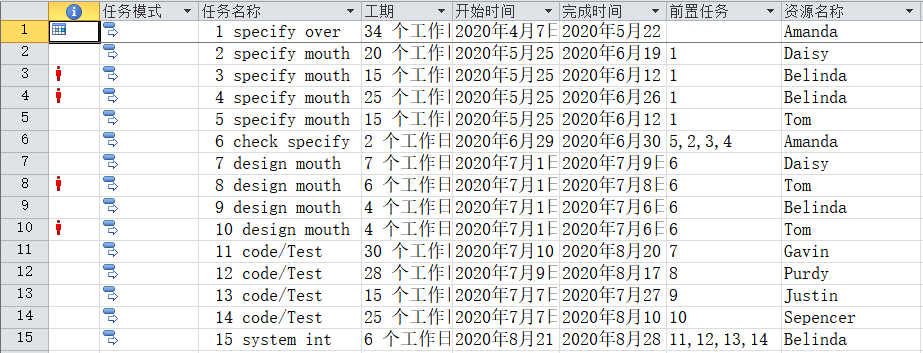 任务模式 任务名称 工期 开始时间 完成时间 前置任务 资源名称
1 1 specify over 34 个工作 2020年4月7日 2020年5月22 Amanda
2 2 specify mouth 20 个工作 2020年5月25 2020年6月19 1 Daisy
3 3 specify mouth 15 个工作 2020年5月25 2020年6月12 1 Belinda
4 4 specify mouth 25 个工作 2020年5月25 2020年6月26 1 Belinda
5 5 specify mouth 15 个工作 2020年5月25 2020年6月12 1 Tom
6 6 check specify 2 个工作日 2020年6月29 2020年6月30 5,2,3,4 Amanda
7 7 design mouth 7 个工作日 2020年7月1日 2020年7月9日 6 Daisy
8 8 design mouth 6 个工作日 2020年7月1日 2020年7月8日 6 Tom
9 9 design mouth 4 个工作日 2020年7月1日 2020年7月6日 6 Belinda
10 10 design mouth 4 个工作日 2020年7月1日 2020年7月6日 6 Tom
11 11 code/Test 30 个工作 2020年7月10 2020年8月20 7 Gavin
12 12 code/Test 28 个工作 2020年7月9日 2020年8月17 8 Purdy
13 13 code/Test 15 个工作 2020年7月7日 2020年7月27 9 Justin
14 14 code/Test 25 个工作 2020年7月7日 2020年8月10 10 Sepencer
15 15 system int 6 个工作日 2020年8月21 2020年8月28 11,12,13,14 Belinda